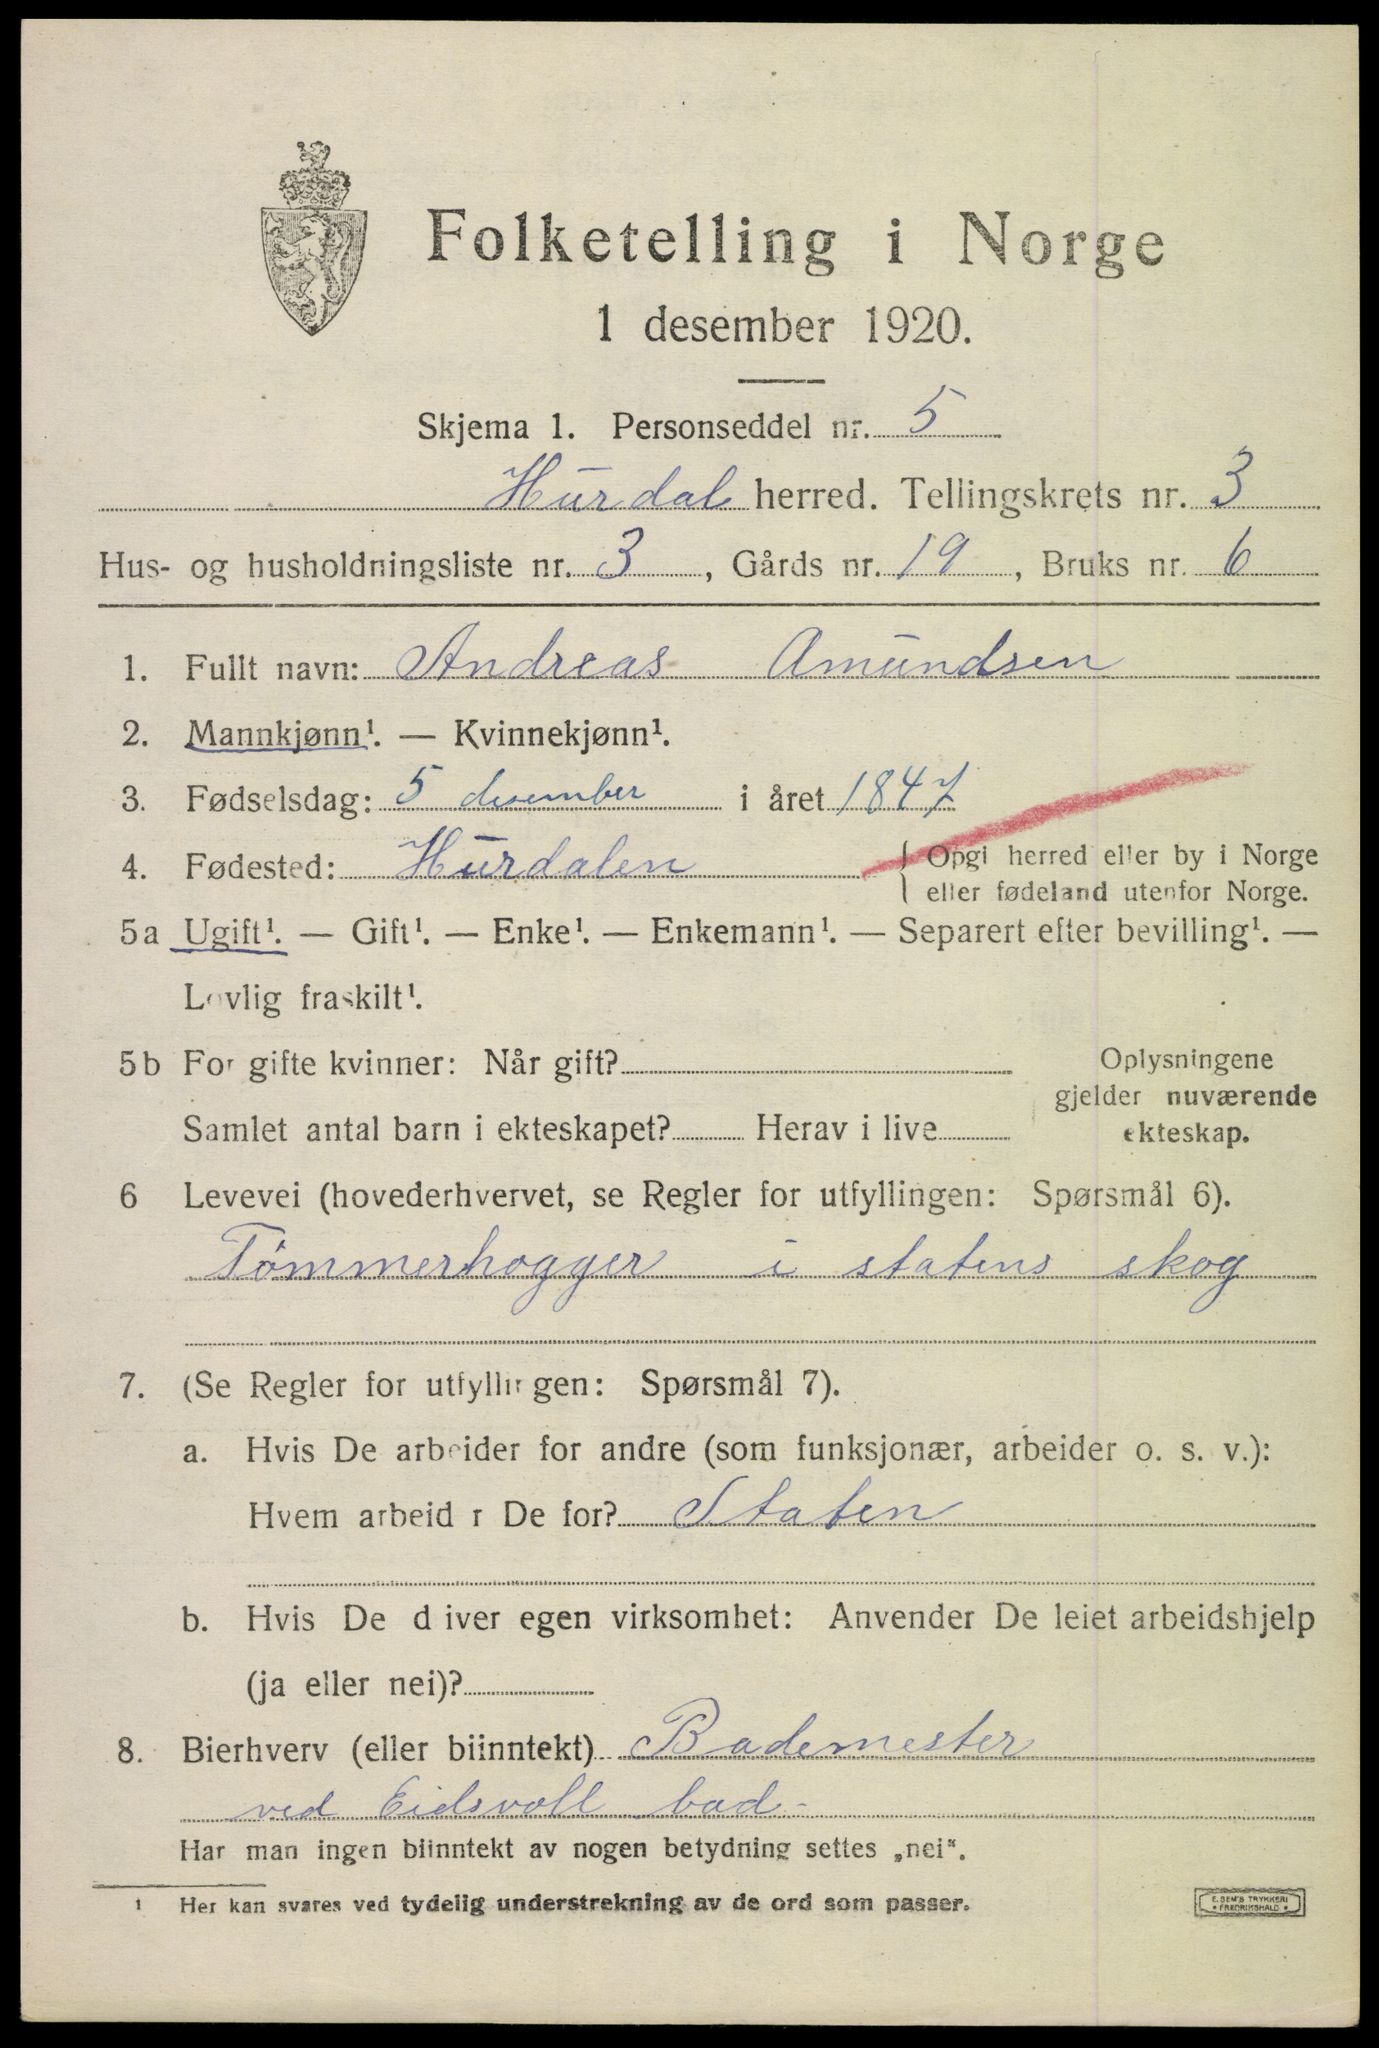 Folketelling i Norge
1 desember 1920.
Skjema 1. Personseddel nr. 5
Hurdal herred. Tellingskrets nr. 3
Hus- og husholdningsliste nr. 3, Gårds nr. 19, Bruks nr. 6
1. Fullt navn: Andreas Amundsen
2. Mannkjønn¹. — Kvinnekjønn¹.
3. Fødselsdag: 5 desember i året 1847
4. Fødested: Hurdalen { Opgi herred eller by i Norge
{ eller fødeland utenfor Norge.
5a Ugift¹. — Gift¹. — Enke¹. — Enkemann¹. — Separert efter bevilling¹. —
Lovlig fraskilt¹.
5b For gifte kvinner: Når gift? Oplysningene
gjelder nuværende
Samlet antal barn i ekteskapet? Herav i live ekteskap.
6 Levevei (hovederhvervet, se Regler for utfyllingen: Spørsmål 6).
Tømmerhogger i statens skog
7. (Se Regler for utfyllingen: Spørsmål 7).
a. Hvis De arbeider for andre (som funksjonær, arbeider o. s. v.):
Hvem arbeid r De for? Staten
b. Hvis De d iver egen virksomhet: Anvender De leiet arbeidshjelp
(ja eller nei)?
8. Bierhverv (eller biinntekt) Bademester
ved Eidsvoll bad-
Har man ingen biinntekt av nogen betydning settes „nei“.
¹ Her kan svares ved tydelig understrekning av de ord som passer.
E. SEM'S TRYKKERI
* FREDRIKSHALD *